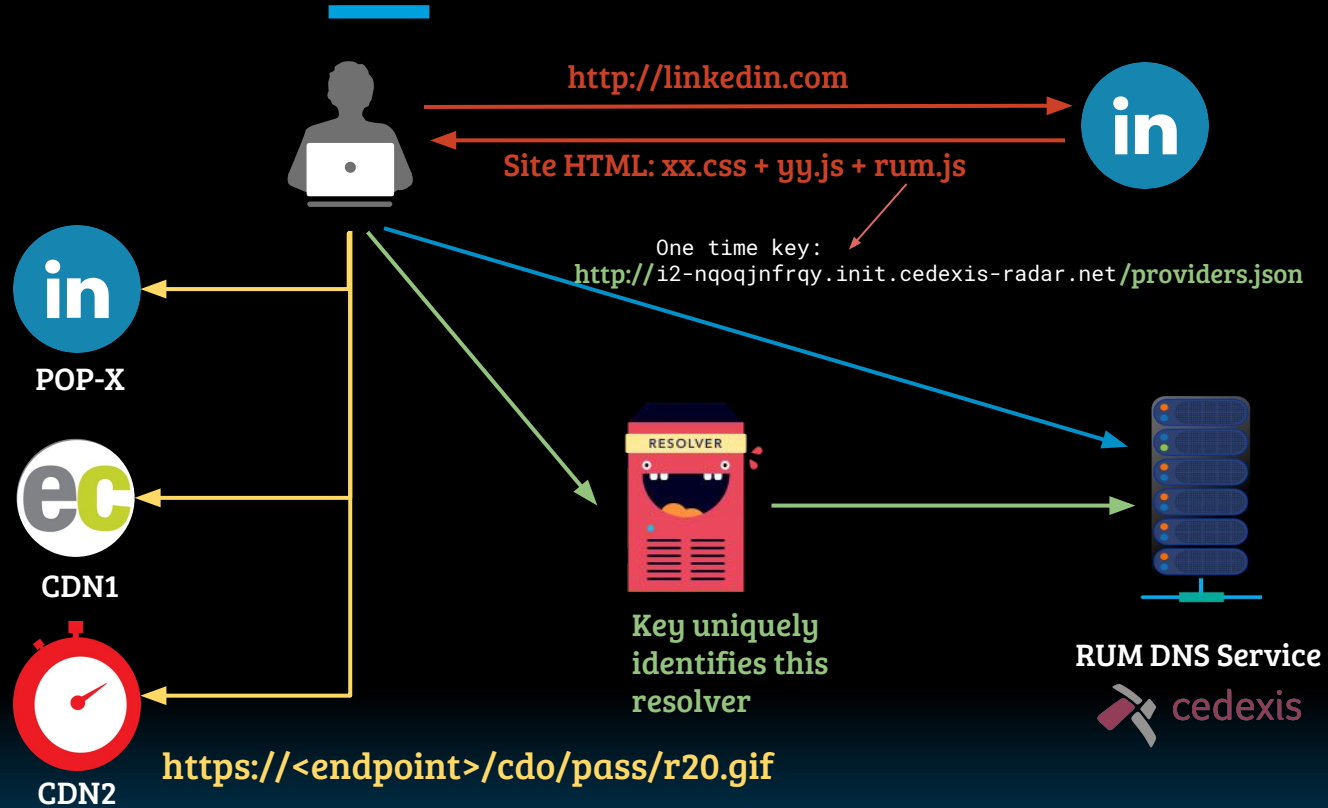 http://linkedin.com
in
Site HTML: xx.css + yy.js + rum.js
One time key:
http://i2-nqoqjnfrqy.init.cedexis-radar.net/providers.json
in
POP-X
RESOLVER
ec
CDN1
Key uniquely
identifies this
resolver
RUM DNS Service
cedexis
https://<endpoint>/cdo/pass/r20.gif
CDN2